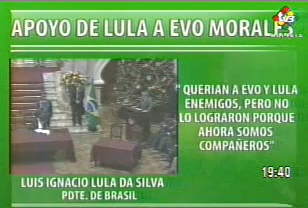 APOYO DE LULA A EVO MORALES
" QUERIAN A EVO Y LULA
ENEMIGOS, PERO NO
LO LOGRARON PORQUE
AHORA SOMOS
COMPAÑEROS"
19:40
LUIS IGNACIO LULA DA SILVA
PDTE. DE BRASIL